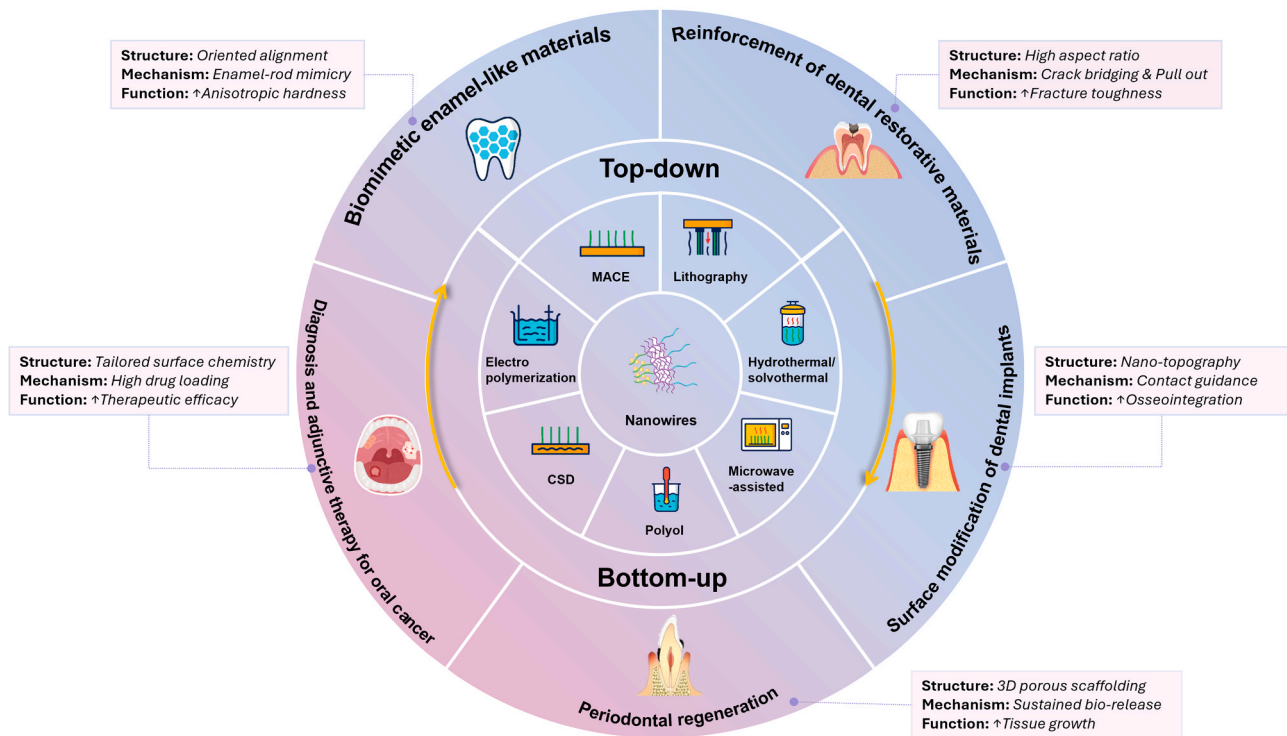 Structure: Oriented alignment
Mechanism: Enamel-rod mimicry
Function: ↑Anisotropic hardness
Biomimetic enamel-like materials
Reinforcement of dental restorative materials
Structure: High aspect ratio
Mechanism: Crack bridging & Pull out
Function: ↑Fracture toughness
Top-down
MACE
Lithography
Electro
polymerization
Hydrothermal/
solvothermal
Nanowires
CSD
Microwave
-assisted
Polyol
Bottom-up
Structure: Tailored surface chemistry
Mechanism: High drug loading
Function: ↑Therapeutic efficacy
Diagnosis and adjunctive therapy for oral cancer
Surface modification of dental implants
Structure: Nano-topography
Mechanism: Contact guidance
Function: ↑Osseointegration
Periodontal regeneration
Structure: 3D porous scaffolding
Mechanism: Sustained bio-release
Function: ↑Tissue growth